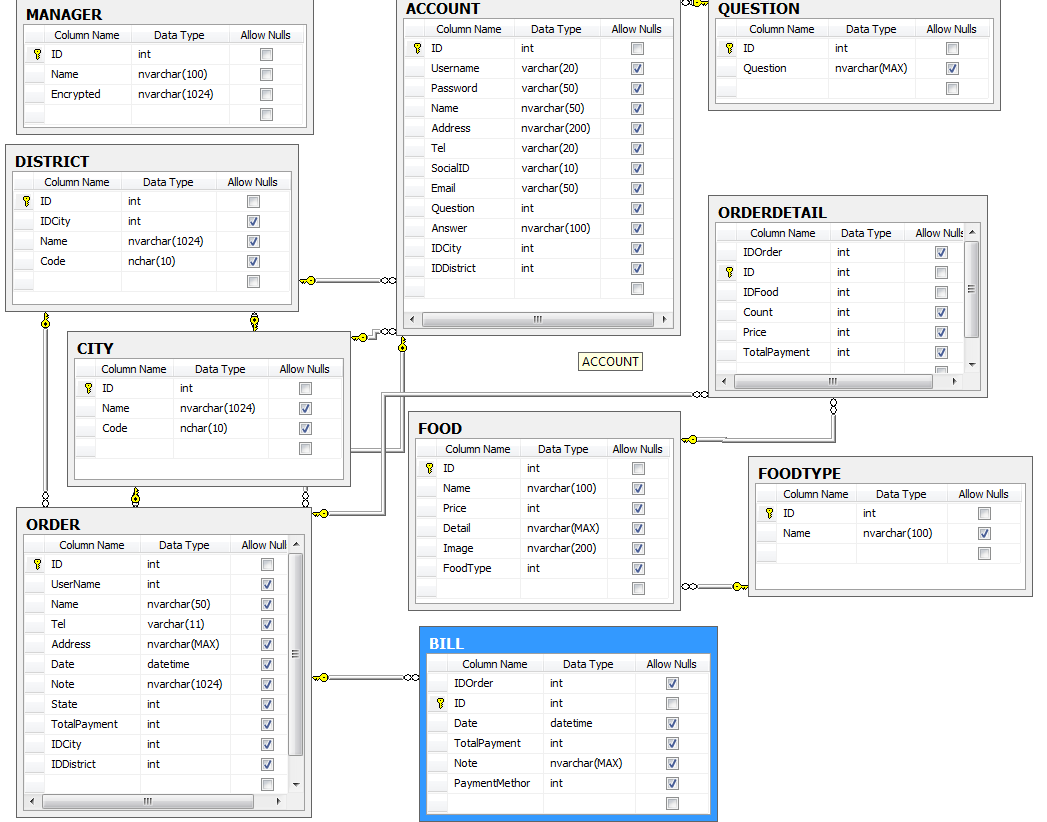 MANAGER
Column Name Data Type Allow Nulls
ID int
Name nvarchar(100)
Encrypted nvarchar(1024)
ACCOUNT
Column Name Data Type Allow Nulls
ID int
Username varchar(20)
Password varchar(50)
Name nvarchar(50)
Address nvarchar(200)
Tel varchar(20)
SocialID varchar(10)
Email varchar(50)
Question int
Answer nvarchar(100)
IDCity int
IDDistrict int
QUESTION
Column Name Data Type Allow Nulls
ID int
Question nvarchar(MAX)
DISTRICT
Column Name Data Type Allow Nulls
ID int
IDCity int
Name nvarchar(1024)
Code nchar(10)
ORDERDETAIL
Column Name Data Type Allow Nulls
IDOrder int
ID int
IDFood int
Count int
Price int
TotalPayment int
CITY
Column Name Data Type Allow Nulls
ID int
Name nvarchar(1024)
Code nchar(10)
ACCOUNT
FOOD
Column Name Data Type Allow Nulls
ID int
Name nvarchar(100)
Price int
Detail nvarchar(MAX)
Image nvarchar(200)
FoodType int
FOODTYPE
Column Name Data Type Allow Nulls
ID int
Name nvarchar(100)
ORDER
Column Name Data Type Allow Null
ID int
UserName int
Name nvarchar(50)
Tel varchar(11)
Address nvarchar(MAX)
Date datetime
Note nvarchar(1024)
State int
TotalPayment int
IDCity int
IDDistrict int
BILL
Column Name Data Type Allow Nulls
IDOrder int
ID int
Date datetime
TotalPayment int
Note nvarchar(MAX)
PaymentMethor int